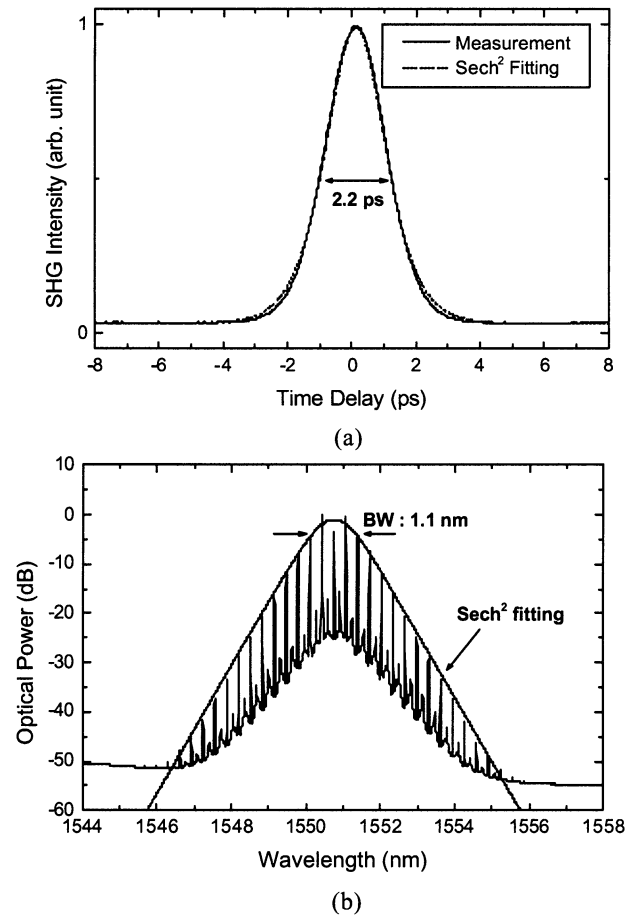 1
Measurement
Sech² Fitting
SHG Intensity (arb. unit)
2.2 ps
0
-8 -6 -4 -2 0 2 4 6 8
Time Delay (ps)
(a)
10
0
BW : 1.1 nm
-10
Optical Power (dB)
-20
Sech² fitting
-30
-40
-50
-60
1544 1546 1548 1550 1552 1554 1556 1558
Wavelength (nm)
(b)